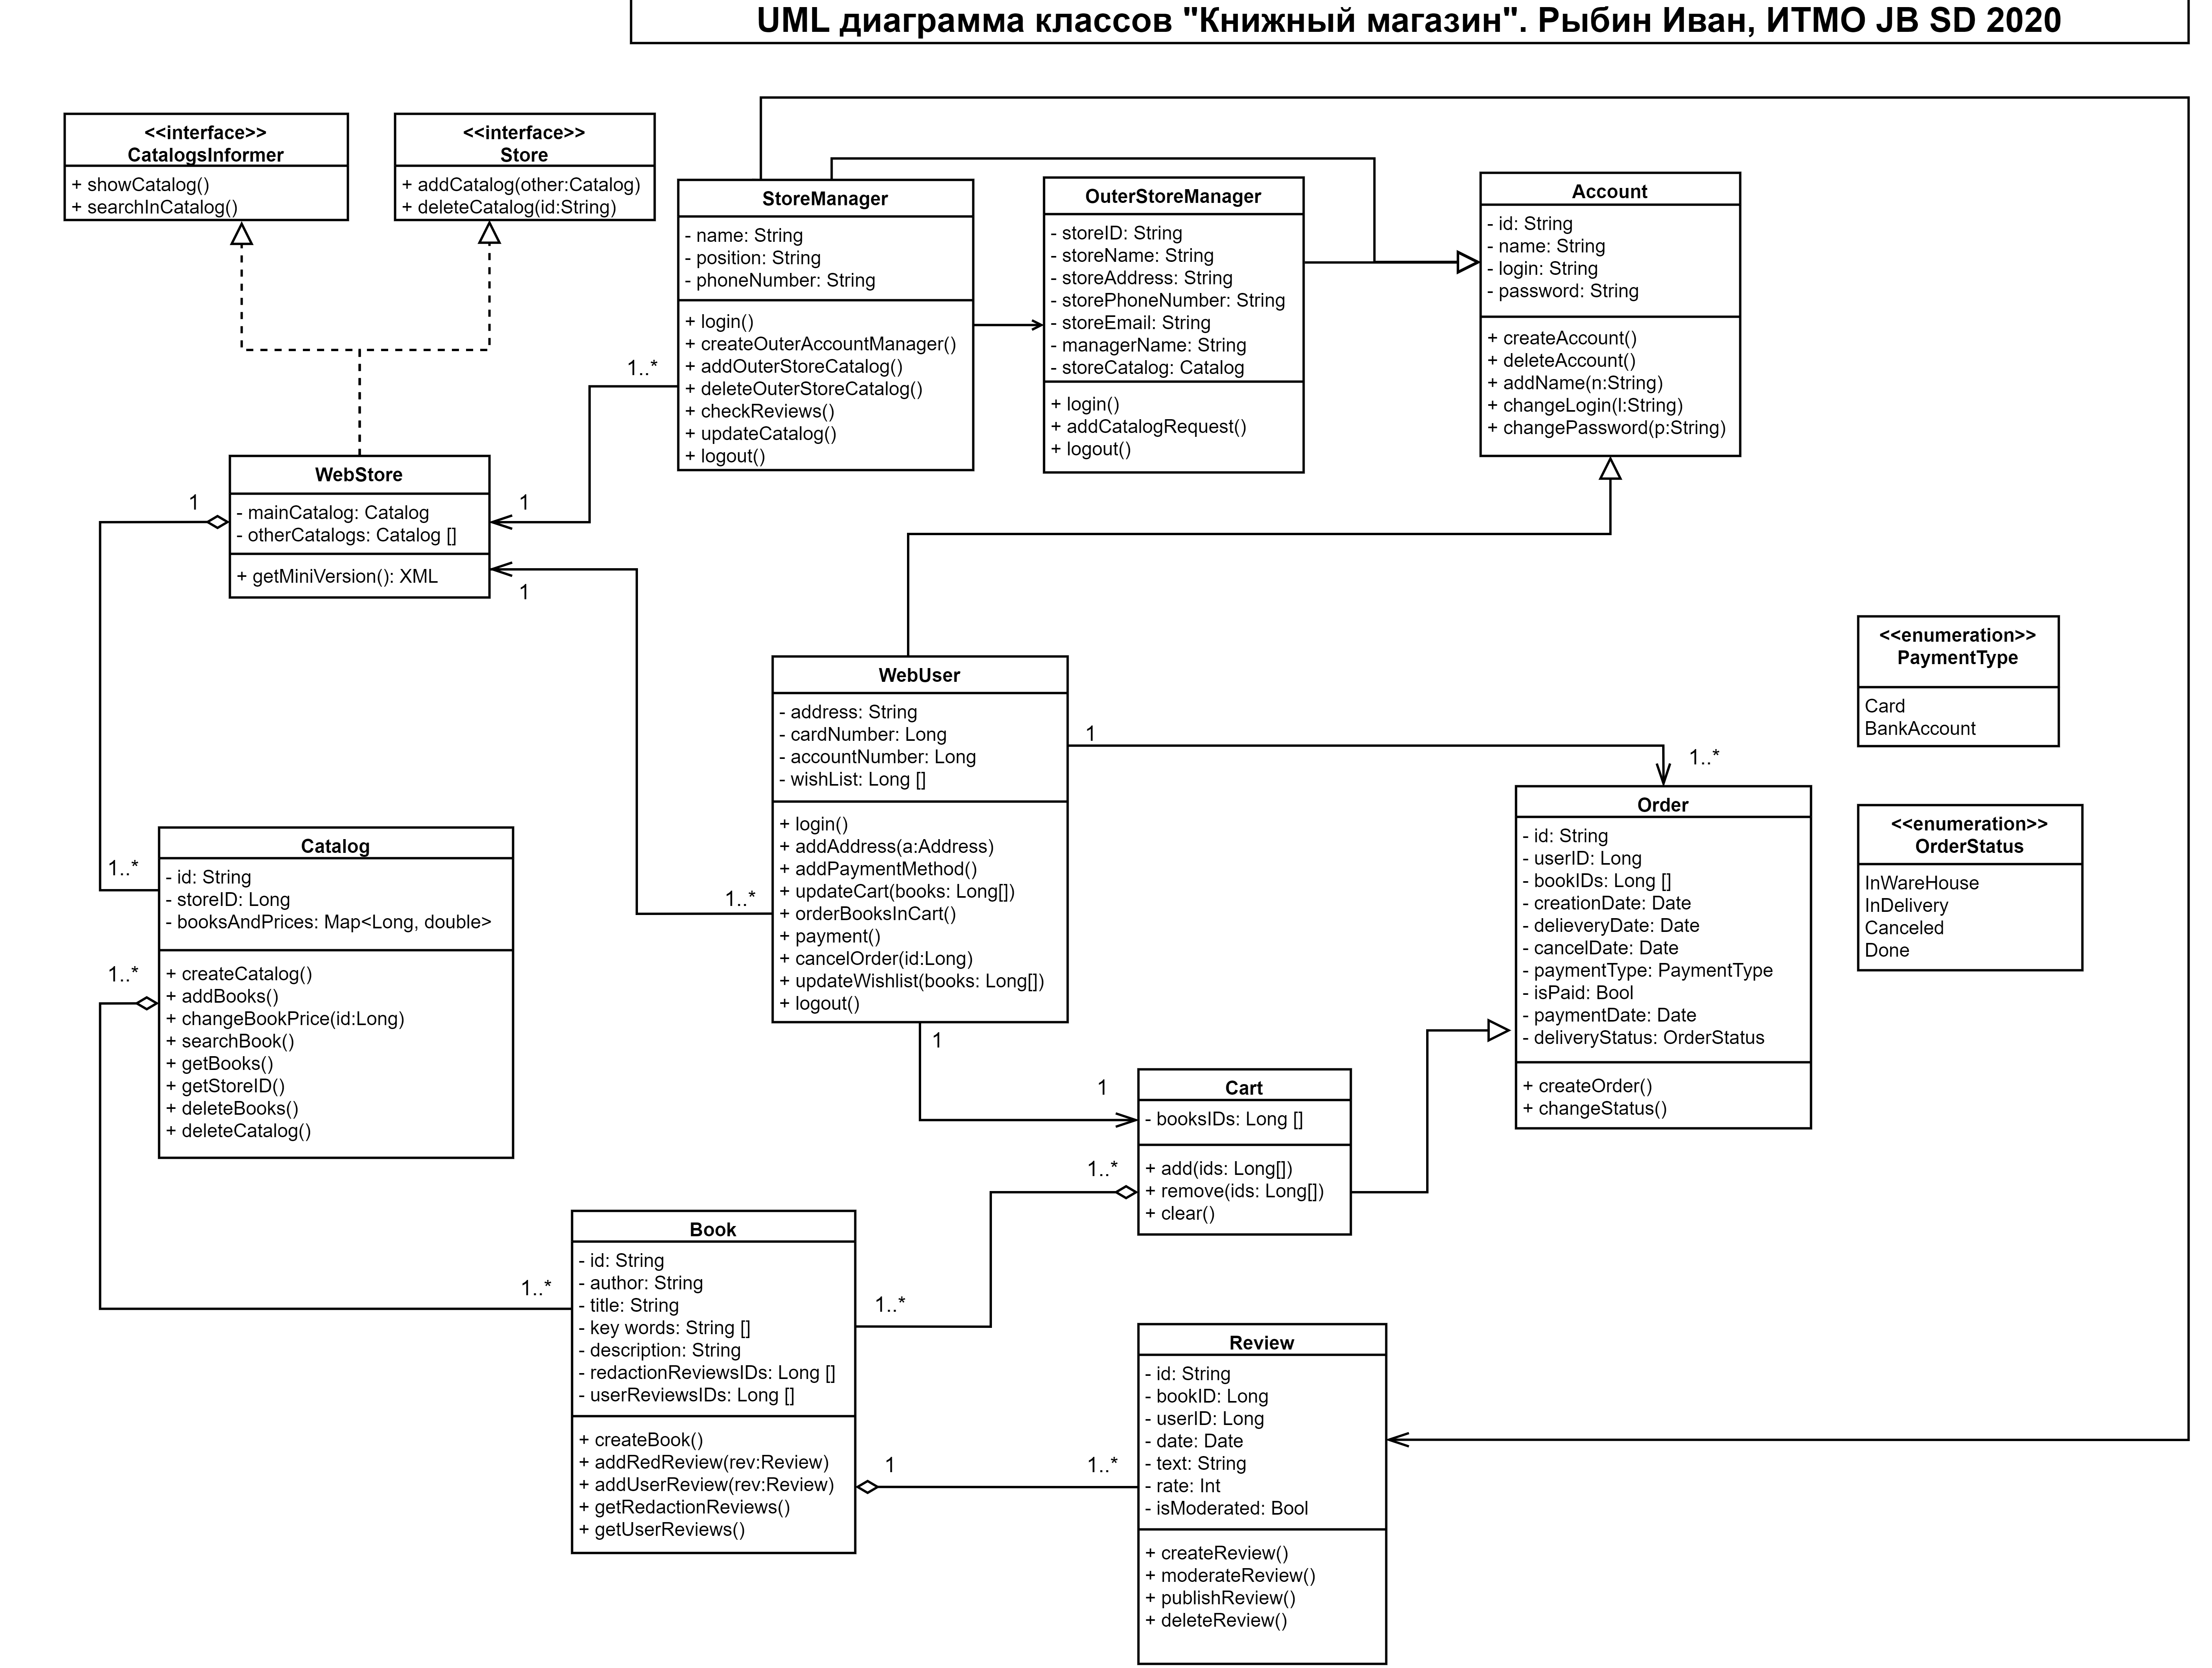 UML диаграмма классов "Книжный магазин". Рыбин Иван, ИТМО JB SD 2020
<<interface>>
CatalogsInformer
+ showCatalog()
+ searchInCatalog()
<<interface>>
Store
+ addCatalog(other:Catalog)
+ deleteCatalog(id:String)
StoreManager
- name: String
- position: String
- phoneNumber: String
+ login()
+ createOuterAccountManager()
+ addOuterStoreCatalog()
+ deleteOuterStoreCatalog()
+ checkReviews()
+ updateCatalog()
+ logout()
OuterStoreManager
- storeID: String
- storeName: String
- storeAddress: String
- storePhoneNumber: String
- storeEmail: String
- managerName: String
- storeCatalog: Catalog
+ login()
+ addCatalogRequest()
+ logout()
Account
- id: String
- name: String
- login: String
- password: String
+ createAccount()
+ deleteAccount()
+ addName(n:String)
+ changeLogin(l:String)
+ changePassword(p:String)
1..*
WebStore
- mainCatalog: Catalog
- otherCatalogs: Catalog []
+ getMiniVersion(): XML
1
1
1
<<enumeration>>
PaymentType
Card
BankAccount
WebUser
- address: String
- cardNumber: Long
- accountNumber: Long
- wishList: Long []
+ login()
+ addAddress(a:Address)
+ addPaymentMethod()
+ updateCart(books: Long[])
+ orderBooksInCart()
+ payment()
+ cancelOrder(id:Long)
+ updateWishlist(books: Long[])
+ logout()
1
1..*
1..*
1
Order
- id: String
- userID: Long
- bookIDs: Long []
- creationDate: Date
- delieveryDate: Date
- cancelDate: Date
- paymentType: PaymentType
- isPaid: Bool
- paymentDate: Date
- deliveryStatus: OrderStatus
+ createOrder()
+ changeStatus()
<<enumeration>>
OrderStatus
InWareHouse
InDelivery
Canceled
Done
Catalog
- id: String
- storeID: Long
- booksAndPrices: Map<Long, double>
+ createCatalog()
+ addBooks()
+ changeBookPrice(id:Long)
+ searchBook()
+ getBooks()
+ getStoreID()
+ deleteBooks()
+ deleteCatalog()
1..*
1..*
Cart
- booksIDs: Long []
+ add(ids: Long[])
+ remove(ids: Long[])
+ clear()
1
1..*
Book
- id: String
- author: String
- title: String
- key words: String []
- description: String
- redactionReviewsIDs: Long []
- userReviewsIDs: Long []
+ createBook()
+ addRedReview(rev:Review)
+ addUserReview(rev:Review)
+ getRedactionReviews()
+ getUserReviews()
1..*
1..*
1
1..*
Review
- id: String
- bookID: Long
- userID: Long
- date: Date
- text: String
- rate: Int
- isModerated: Bool
+ createReview()
+ moderateReview()
+ publishReview()
+ deleteReview()